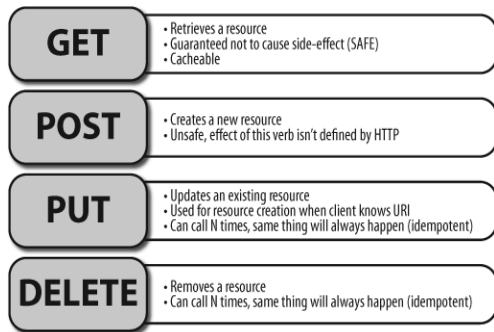 GET
• Retrieves a resource
• Guaranteed not to cause side-effect (SAFE)
• Cacheable
POST
• Creates a new resource
• Unsafe, effect of this verb isn't defined by HTTP
PUT
• Updates an existing resource
• Used for resource creation when client knows URI
• Can call N times, same thing will always happen (idempotent)
DELETE
• Removes a resource
• Can call N times, same thing will always happen (idempotent)